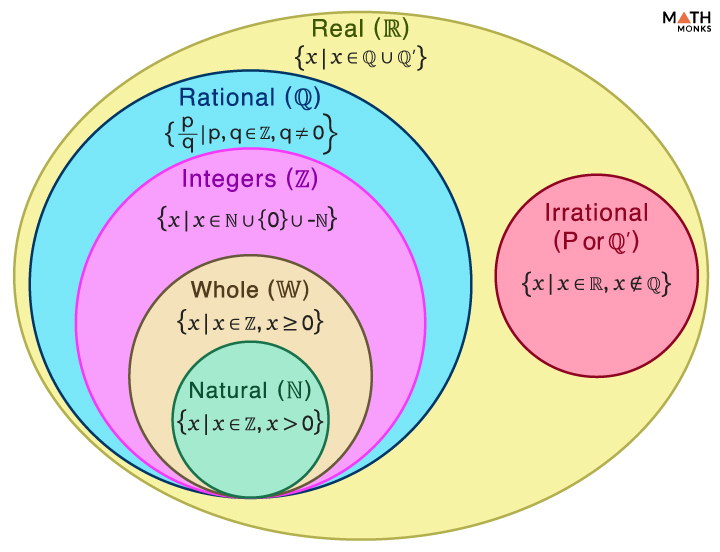 MATH
MONKS
Real (ℝ)
{x | x ∈ ℚ ∪ ℚ′}
Rational (ℚ)
{p/q | p, q ∈ ℤ, q ≠ 0}
Integers (ℤ)
{x | x ∈ ℕ ∪ {0} ∪ -ℕ}
Whole (𝕎)
{x | x ∈ ℤ, x ≥ 0}
Natural (ℕ)
{x | x ∈ ℤ, x > 0}
Irrational
(P or ℚ′)
{x | x ∈ ℝ, x ∉ ℚ}